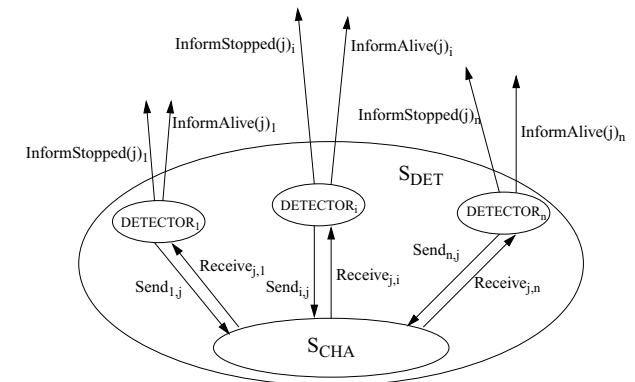 InformStopped(j)i
InformAlive(j)i
InformStopped(j)n
InformAlive(j)1
InformAlive(j)n
InformStopped(j)1
SDET
DETECTOR1
DETECTORi
DETECTORn
Send1,j
Receivej,1
Sendi,j
Receivej,i
Sendn,j
Receivej,n
SCHA